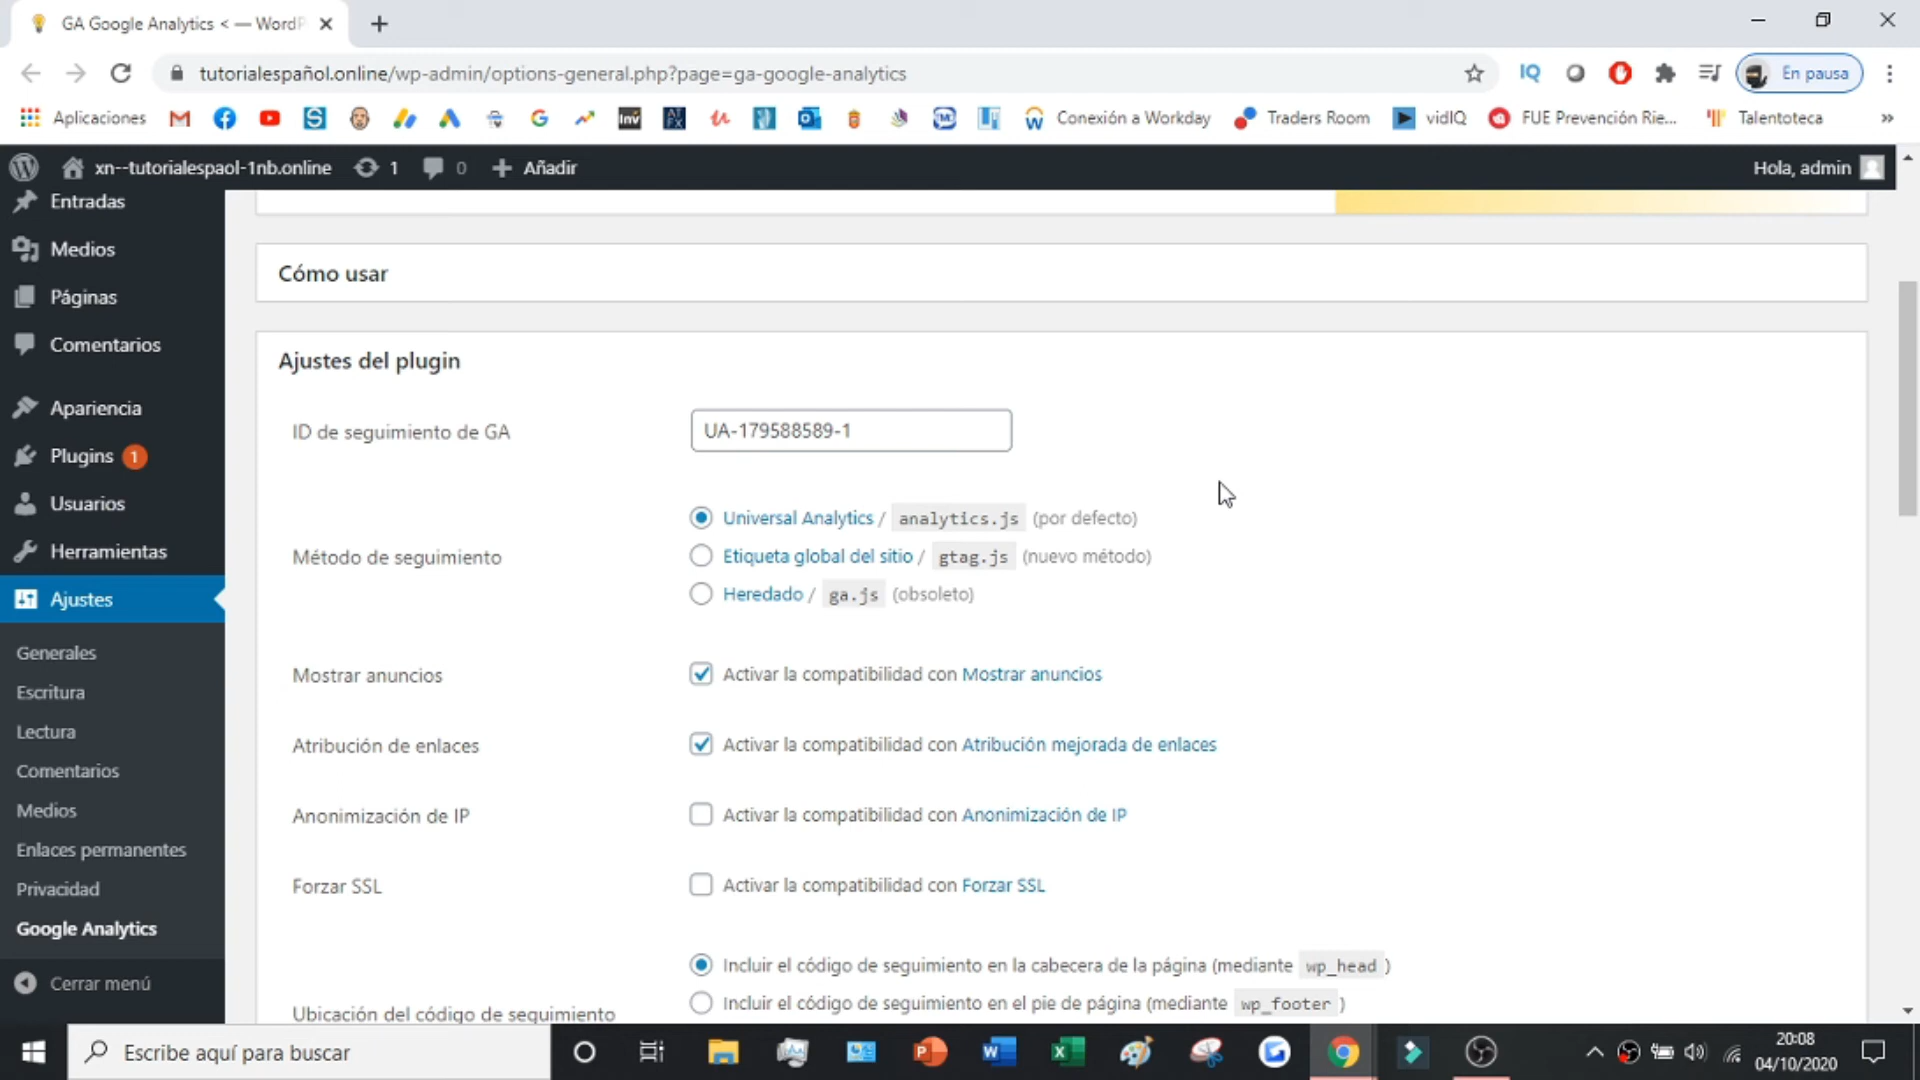 GA Google Analytics < — WordP
tutorialespañol.online/wp-admin/options-general.php?page=ga-google-analytics
IQ
En pausa
Aplicaciones
Inv
Conexión a Workday
Traders Room
vidIQ
FUE Prevención Rie...
Talentoteca
»
xn--tutorialespaol-1nb.online
1
0
Añadir
Hola, admin
Entradas
Medios
Páginas
Comentarios
Apariencia
Plugins 1
Usuarios
Herramientas
Ajustes
Generales
Escritura
Lectura
Comentarios
Medios
Enlaces permanentes
Privacidad
Google Analytics
Cerrar menú
Cómo usar
Ajustes del plugin
ID de seguimiento de GA
UA-179588589-1
Método de seguimiento
Universal Analytics / analytics.js (por defecto)
Etiqueta global del sitio / gtag.js (nuevo método)
Heredado / ga.js (obsoleto)
Mostrar anuncios
Activar la compatibilidad con Mostrar anuncios
Atribución de enlaces
Activar la compatibilidad con Atribución mejorada de enlaces
Anonimización de IP
Activar la compatibilidad con Anonimización de IP
Forzar SSL
Activar la compatibilidad con Forzar SSL
Ubicación del código de seguimiento
Incluir el código de seguimiento en la cabecera de la página (mediante wp_head )
Incluir el código de seguimiento en el pie de página (mediante wp_footer )
Escribe aquí para buscar
20:08
04/10/2020